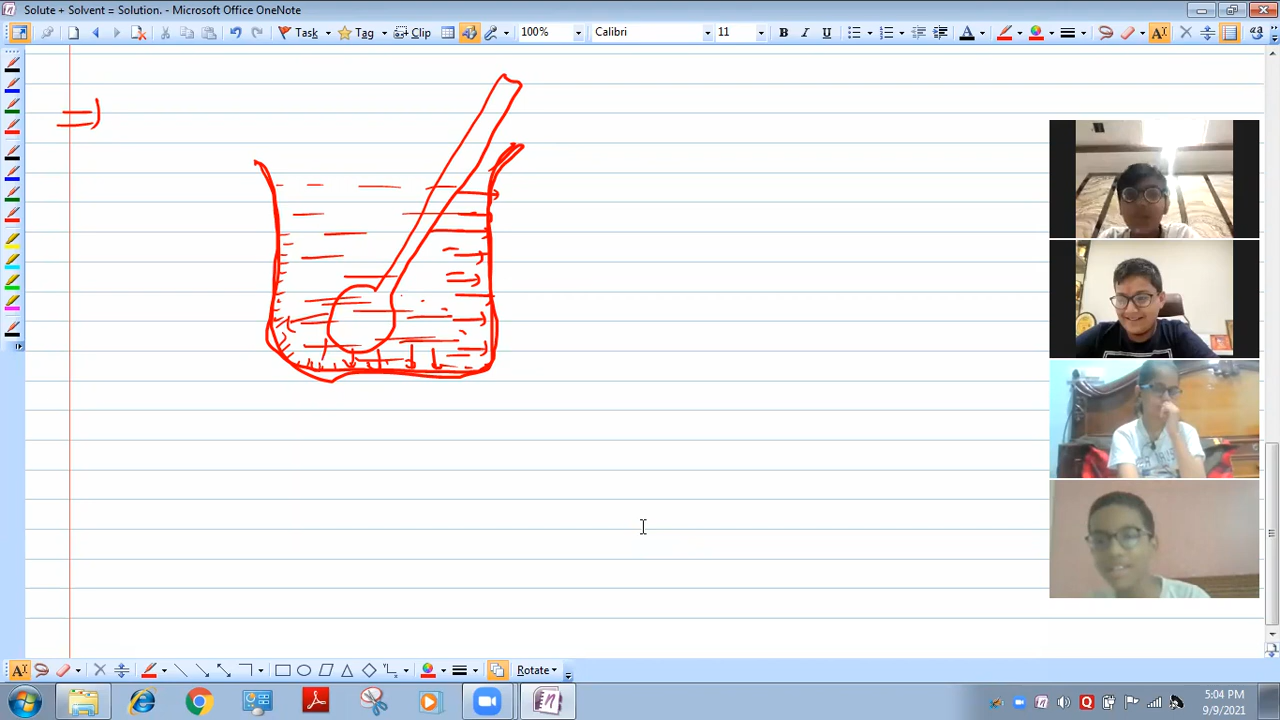 Solute + Solvent = Solution. - Microsoft Office OneNote
Task Tag Clip 100% Calibri 11 B I U A
Rotate
5:04 PM
9/9/2021